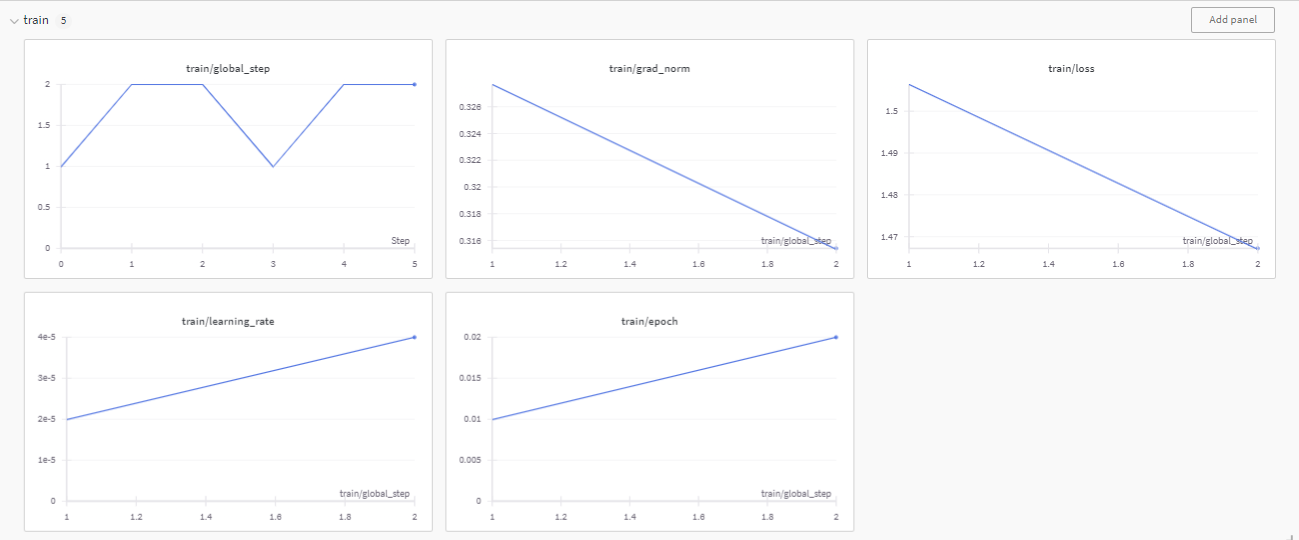 train 5
Add panel
train/global_step
2
1.5
1
0.5
0
Step
0 1 2 3 4 5
train/grad_norm
0.328
0.324
0.322
0.32
0.318
0.316
train/global_step
1 1.2 1.4 1.6 1.8 2
train/loss
1.5
1.49
1.48
1.47
train/global_step
1 1.2 1.4 1.6 1.8 2
train/learning_rate
4e-5
3e-5
2e-5
1e-5
0
train/global_step
1 1.2 1.4 1.6 1.8 2
train/epoch
0.02
0.015
0.01
0.005
0
train/global_step
1 1.2 1.4 1.6 1.8 2